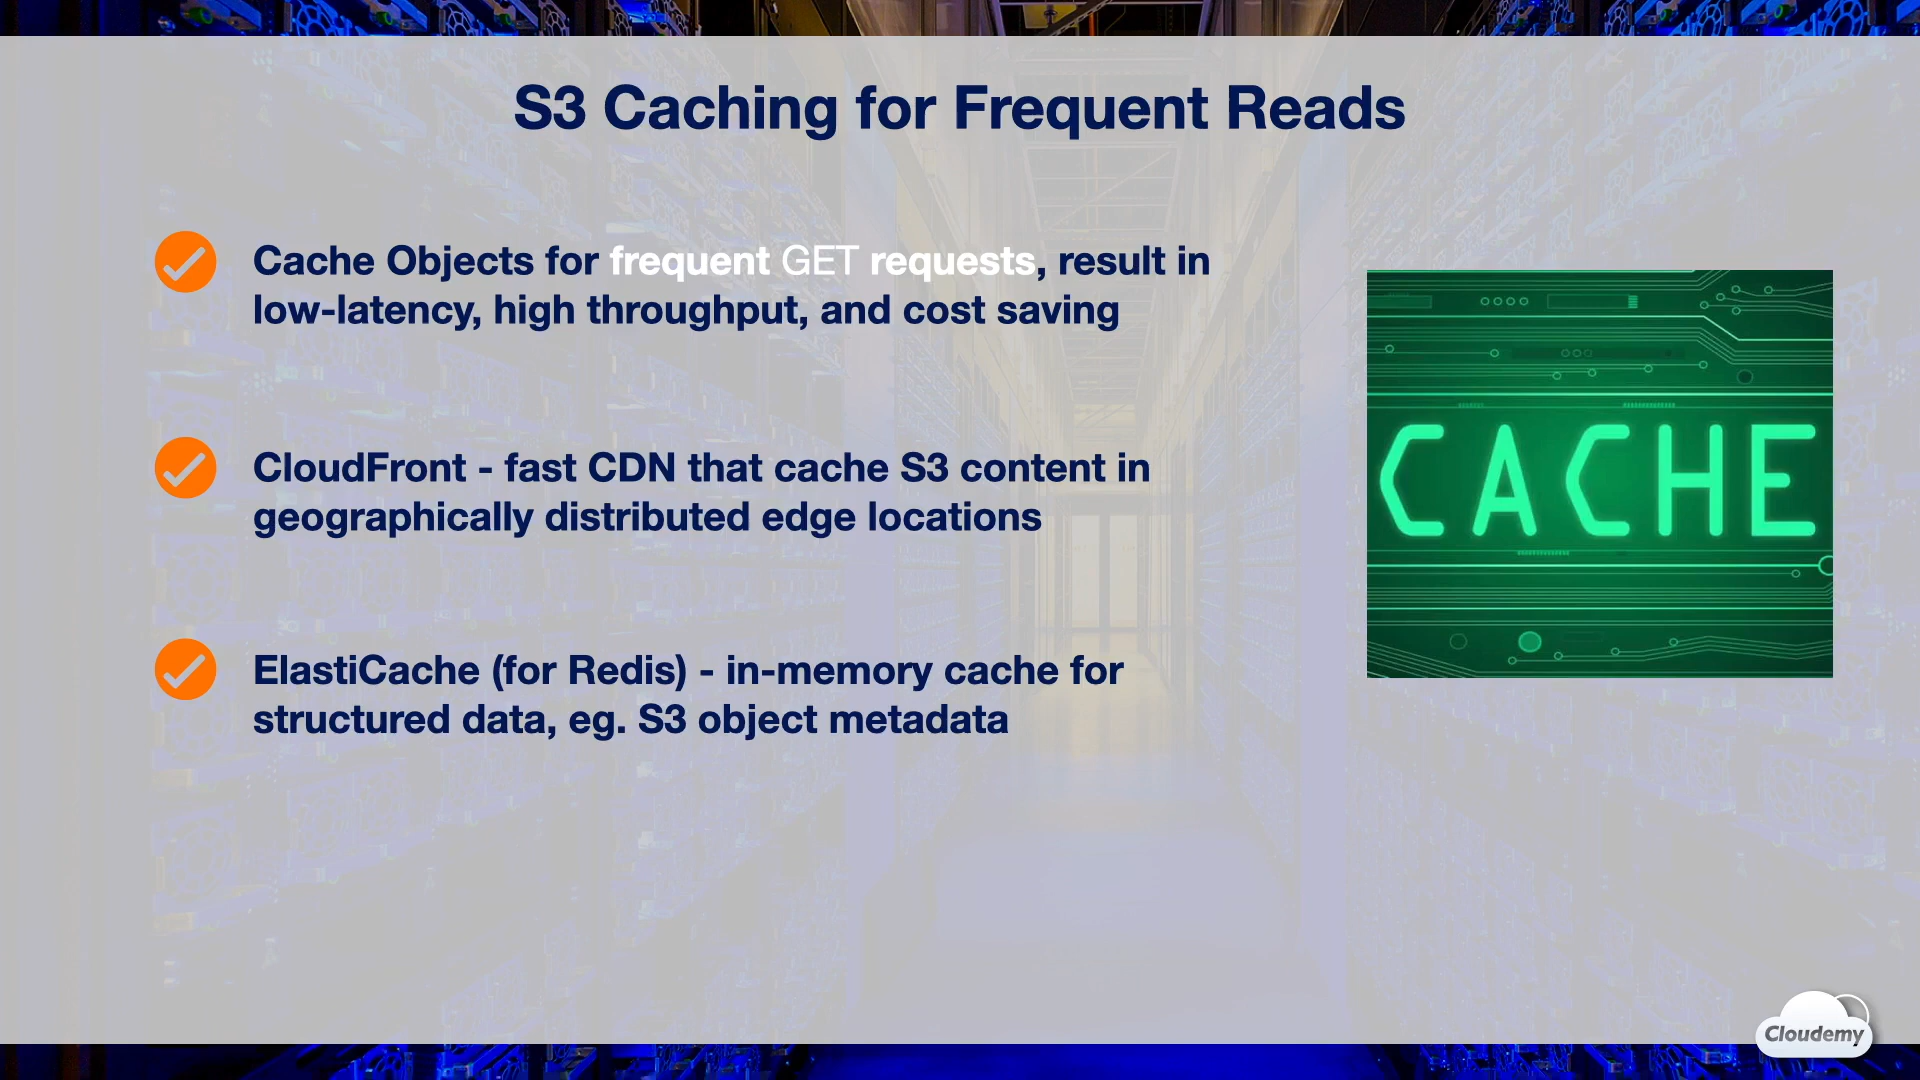 S3 Caching for Frequent Reads
Cache Objects for frequent GET requests, result in
low-latency, high throughput, and cost saving
CloudFront - fast CDN that cache S3 content in
geographically distributed edge locations
ElastiCache (for Redis) - in-memory cache for
structured data, eg. S3 object metadata
CACHE
Cloudemy